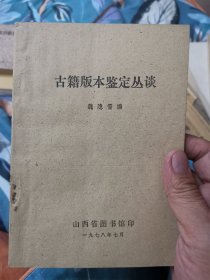 古籍版本鉴定丛谈
魏隐儒编
山西省图书馆印
一九七八年七月